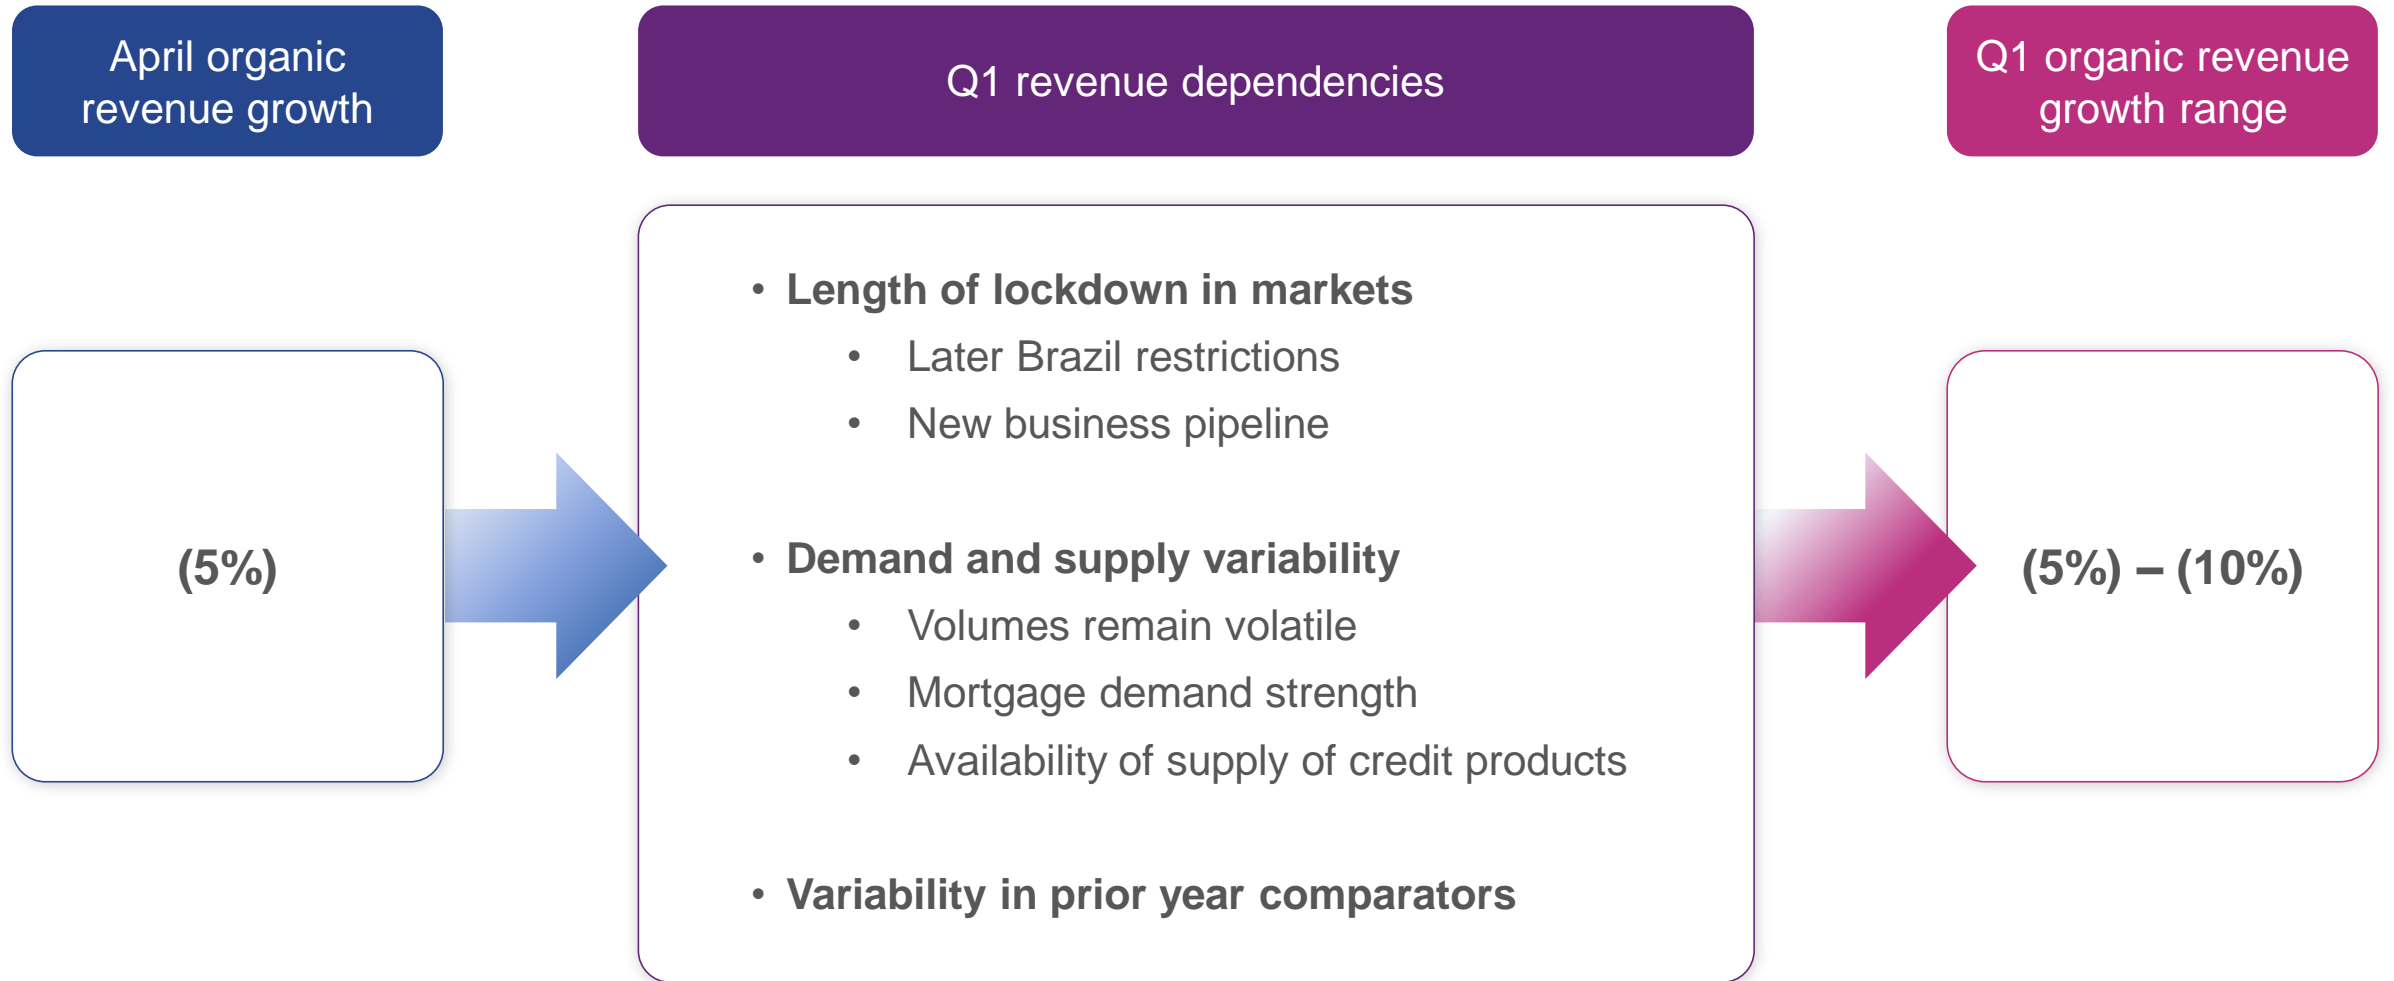 April organic
revenue growth
Q1 revenue dependencies
Q1 organic revenue
growth range
(5%)
• Length of lockdown in markets
• Later Brazil restrictions
• New business pipeline
• Demand and supply variability
• Volumes remain volatile
• Mortgage demand strength
• Availability of supply of credit products
• Variability in prior year comparators
(5%) – (10%)